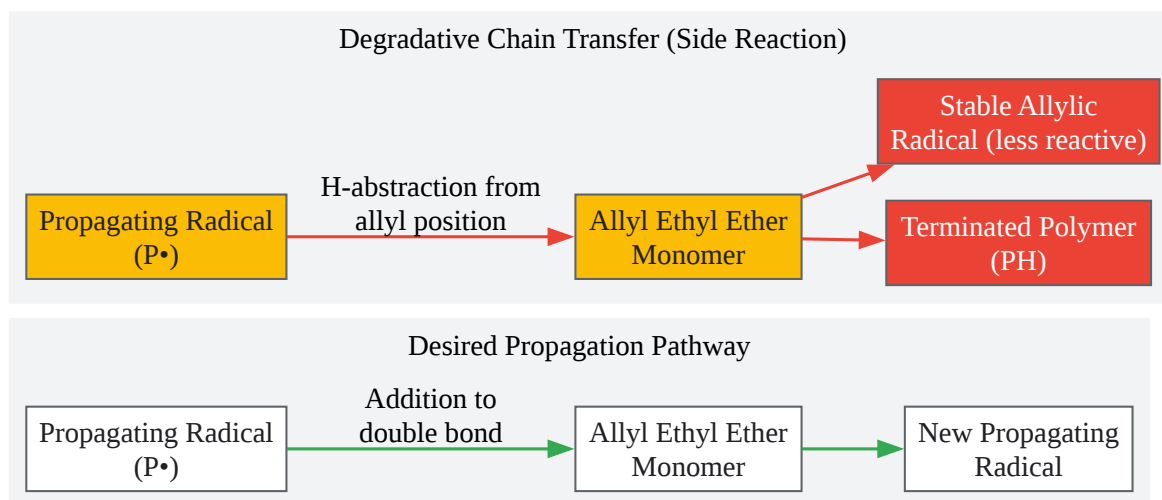 Degradative Chain Transfer (Side Reaction)
Stable Allylic
Radical (less reactive)
H-abstraction from
allyl position
Propagating Radical
(P•)
Allyl Ethyl Ether
Monomer
Terminated Polymer
(PH)
Desired Propagation Pathway
Addition to
double bond
Propagating Radical
(P•)
Allyl Ethyl Ether
Monomer
New Propagating
Radical